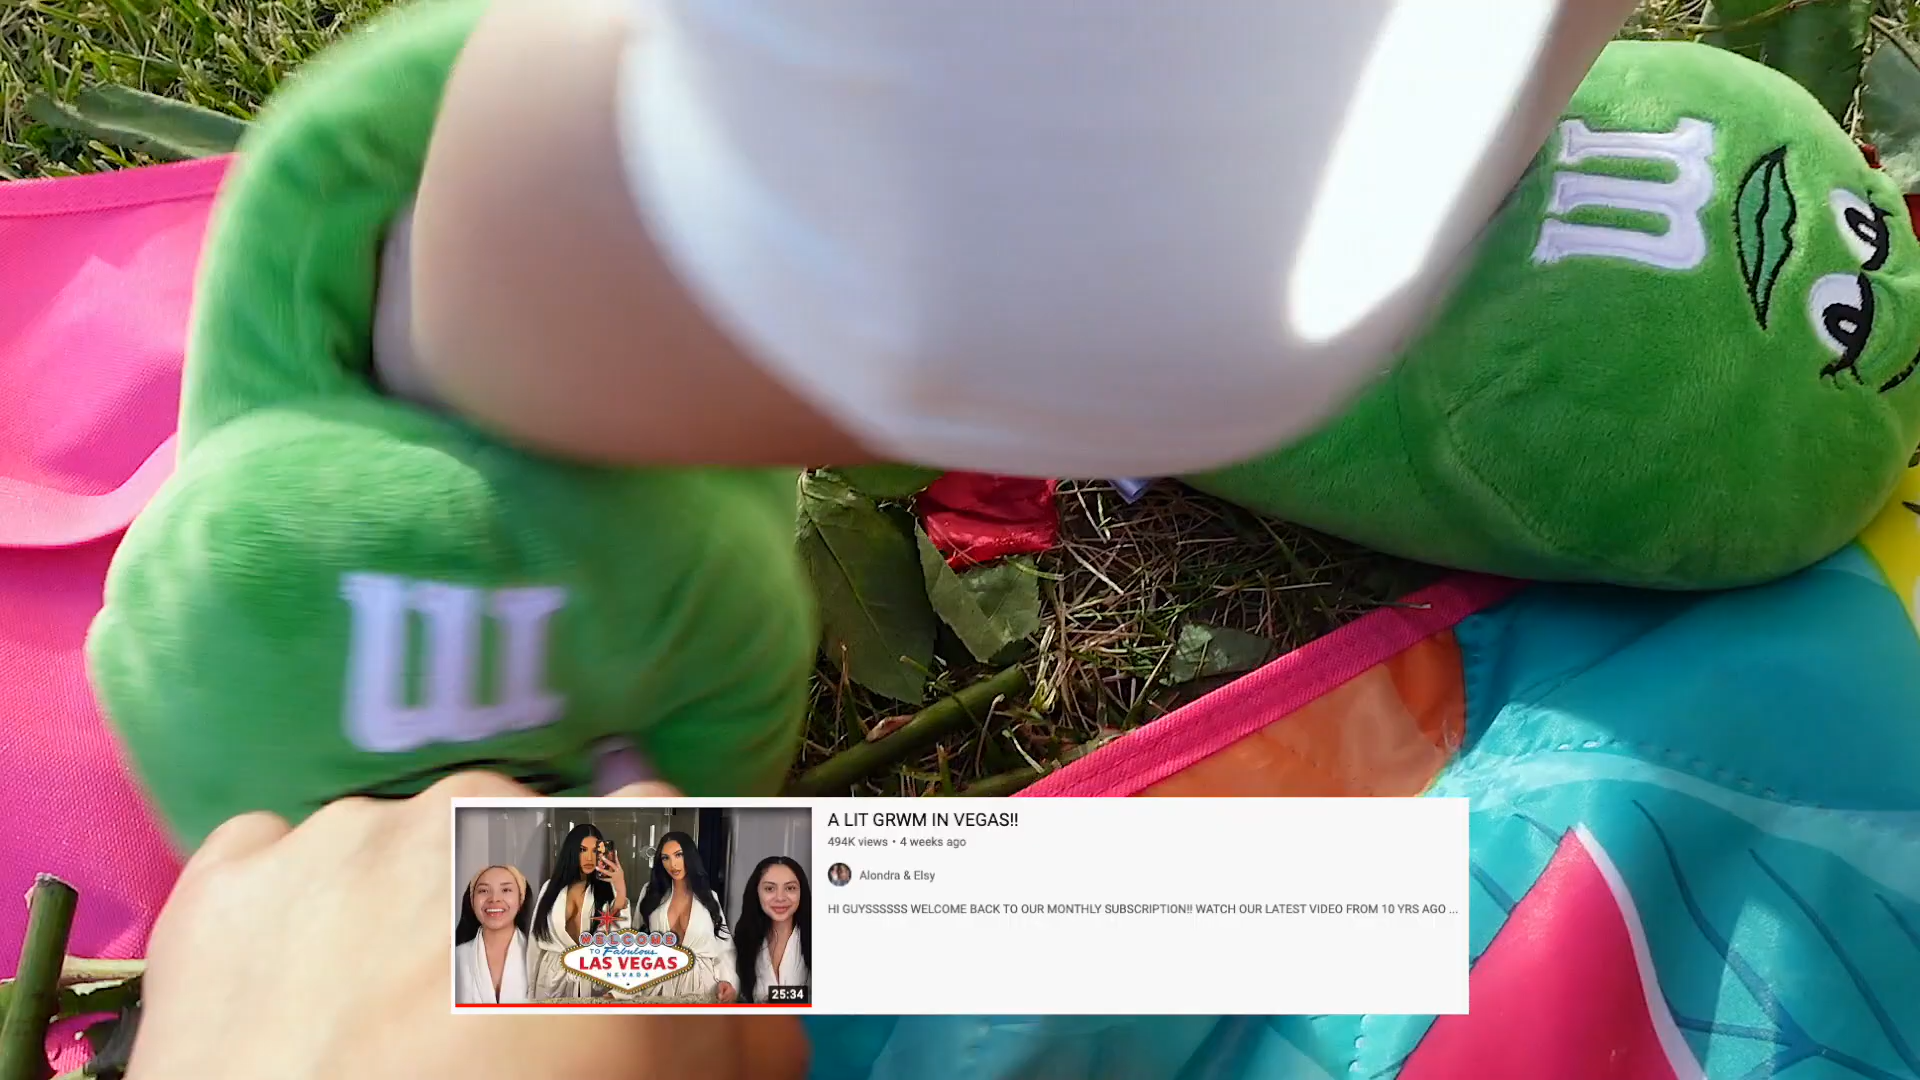 m
m
A LIT GRWM IN VEGAS!!
494K views • 4 weeks ago
Alondra & Elsy
HI GUYSSSSSS WELCOME BACK TO OUR MONTHLY SUBSCRIPTION!! WATCH OUR LATEST VIDEO FROM 10 YRS AGO ...
WELCOME
TO Fabulous
LAS VEGAS
NEVADA
25:34